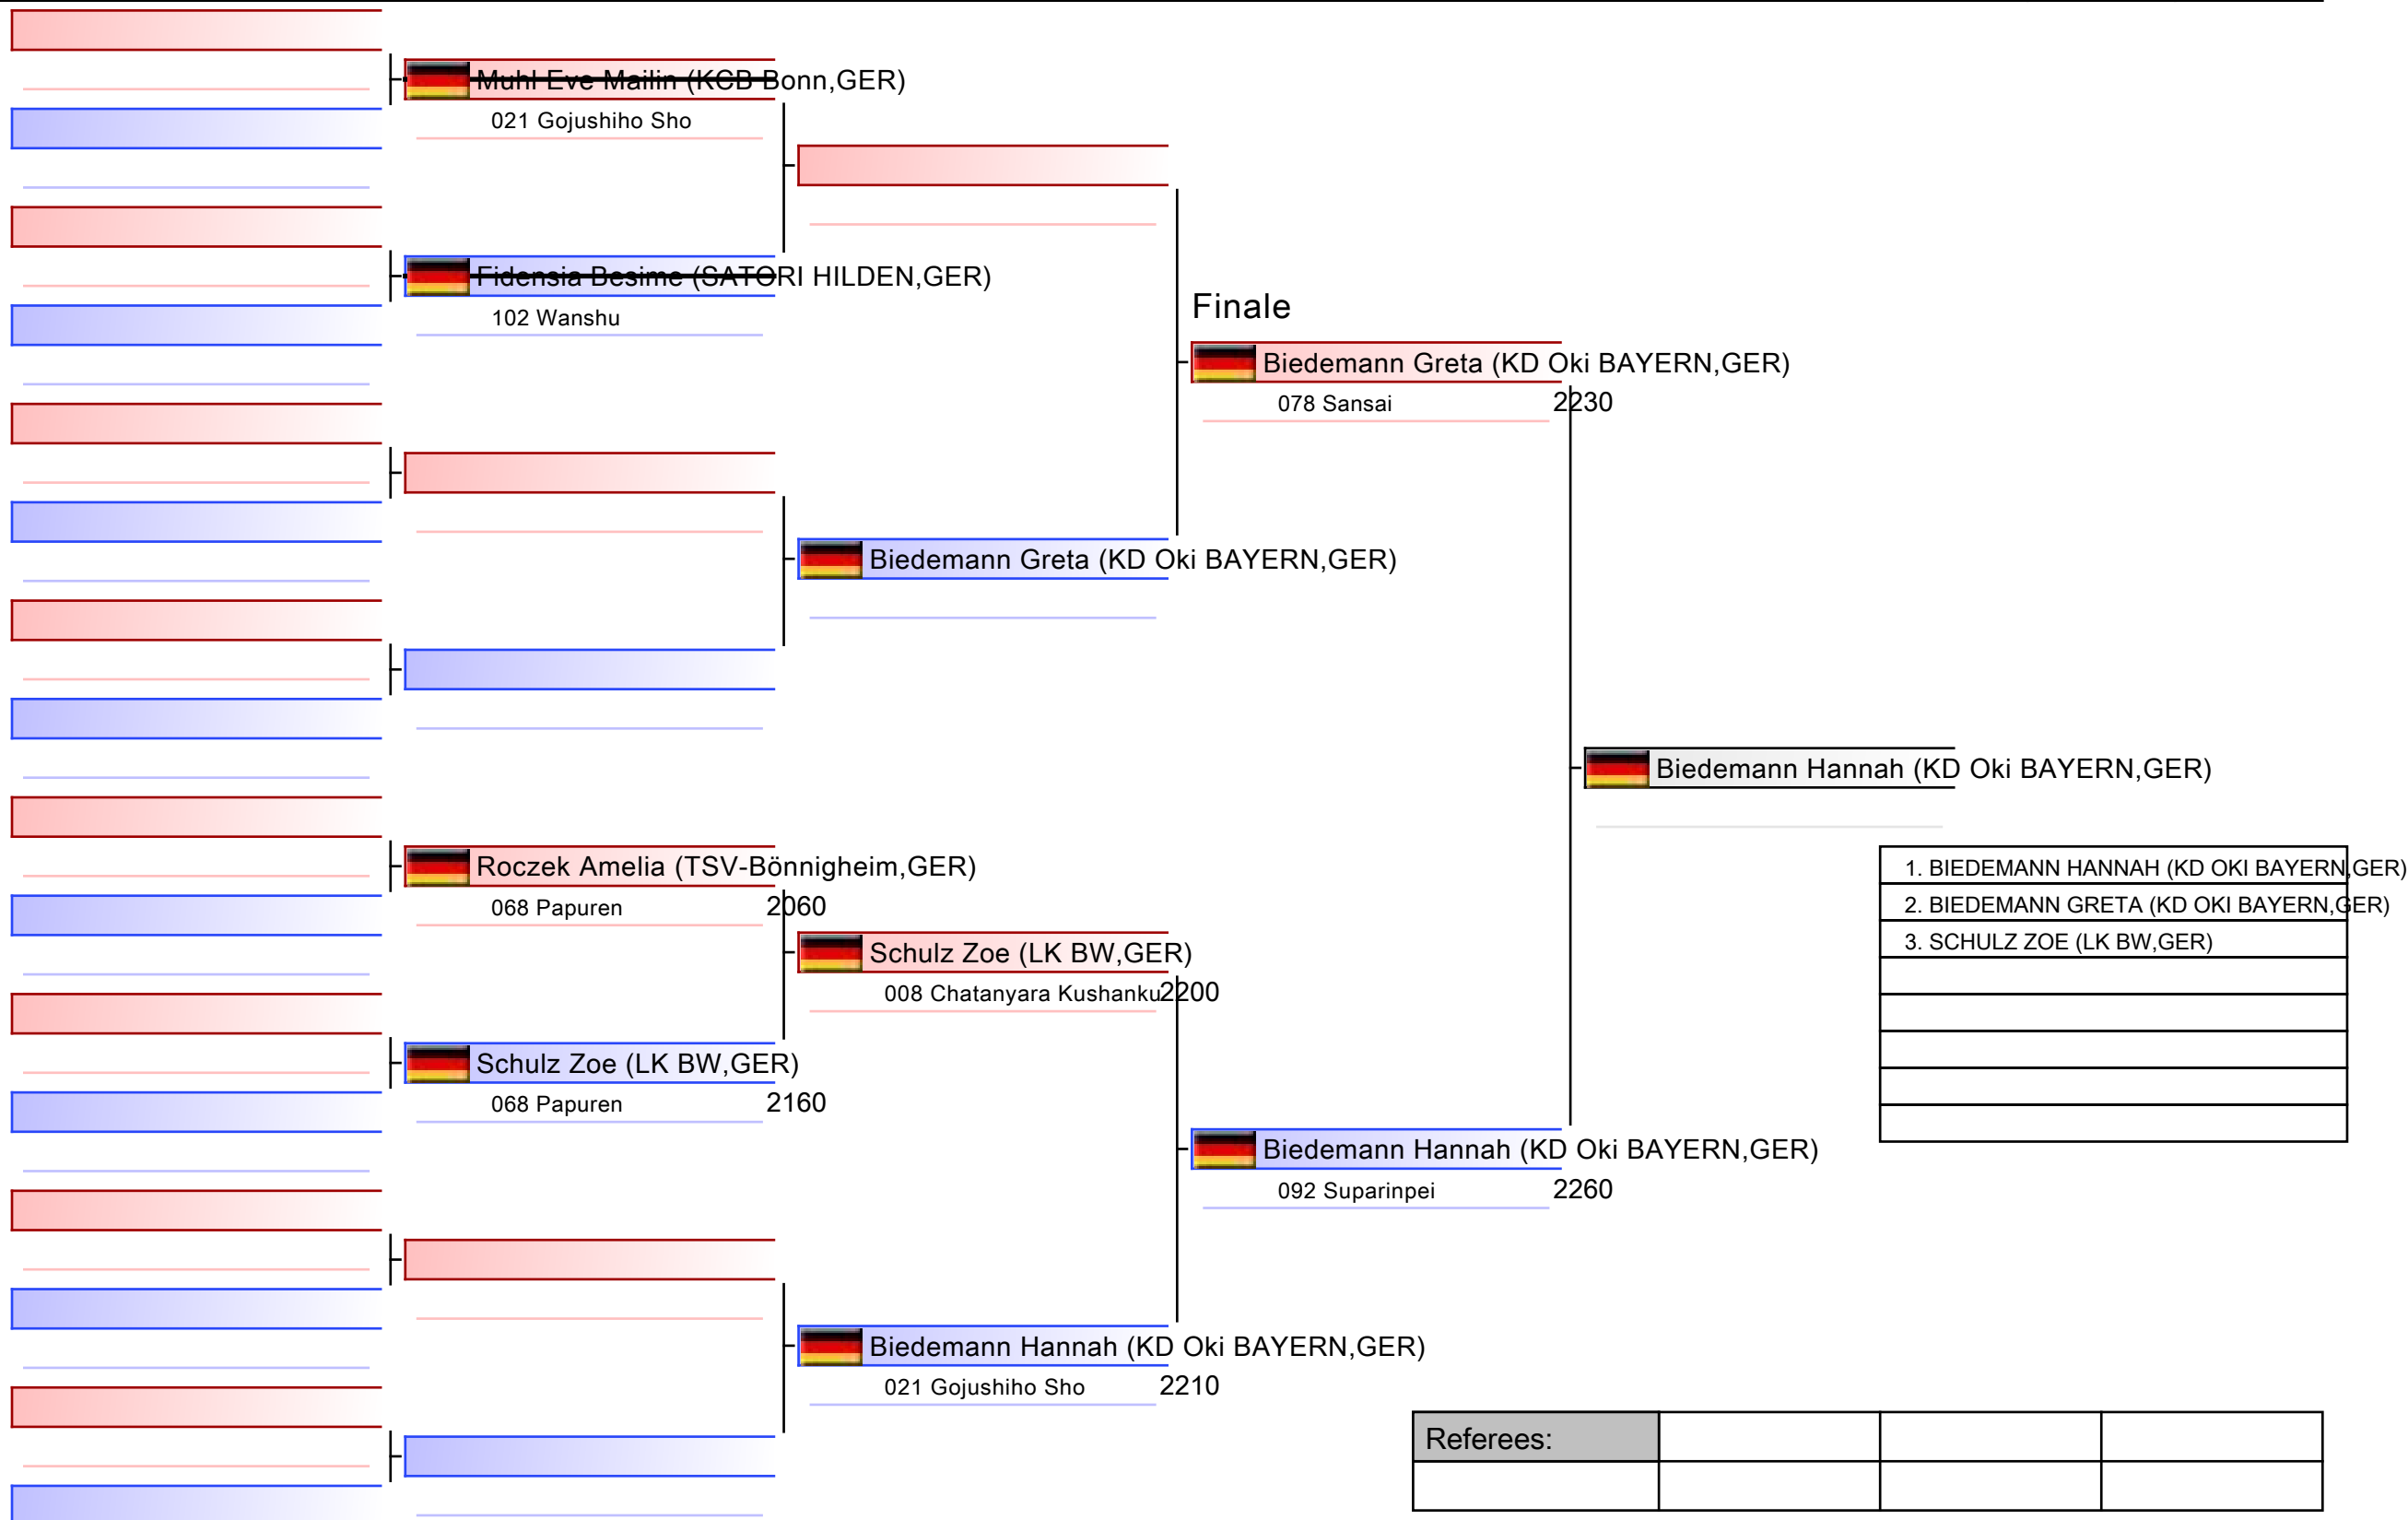 Muhl Eve Mailin (KCB Bonn,GER)
021 Gojushiho Sho
Fidensia Besime (SATORI HILDEN,GER)
102 Wanshu
Finale
Biedemann Greta (KD Oki BAYERN,GER)
078 Sansai 2230
Biedemann Greta (KD Oki BAYERN,GER)
Biedemann Hannah (KD Oki BAYERN,GER)
Roczek Amelia (TSV-Bönnigheim,GER)
068 Papuren 2060
Schulz Zoe (LK BW,GER)
008 Chatanyara Kushanku 2200
Schulz Zoe (LK BW,GER)
068 Papuren 2160
1. BIEDEMANN HANNAH (KD OKI BAYERN,GER)
2. BIEDEMANN GRETA (KD OKI BAYERN,GER)
3. SCHULZ ZOE (LK BW,GER)
Biedemann Hannah (KD Oki BAYERN,GER)
092 Suparinpei 2260
Biedemann Hannah (KD Oki BAYERN,GER)
021 Gojushiho Sho 2210
Referees: